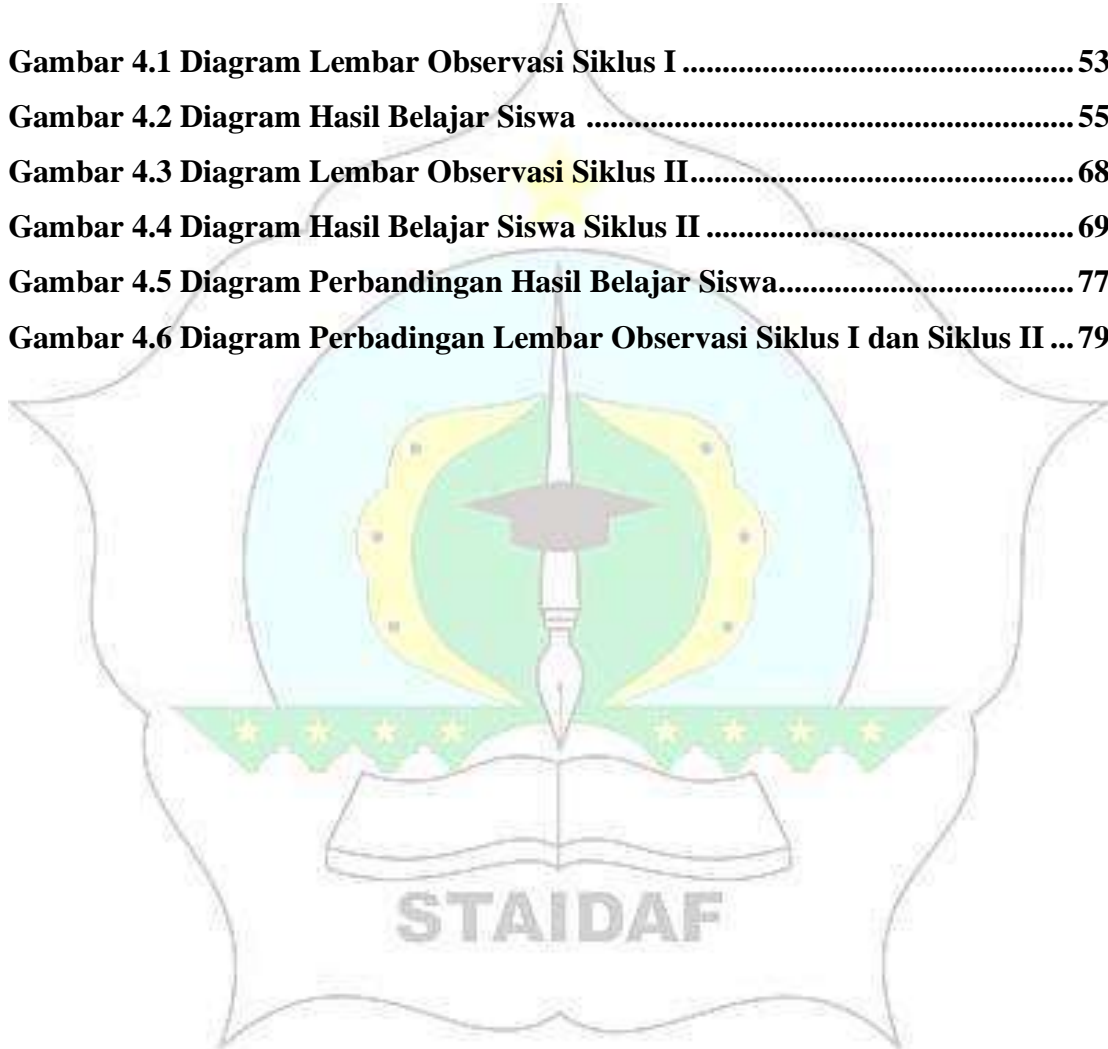 Gambar 4.1 Diagram Lembar Observasi Siklus I ................................................ 53
Gambar 4.2 Diagram Hasil Belajar Siswa ............................................................ 55
Gambar 4.3 Diagram Lembar Observasi Siklus II............................................... 68
Gambar 4.4 Diagram Hasil Belajar Siswa Siklus II ............................................. 69
Gambar 4.5 Diagram Perbandingan Hasil Belajar Siswa.................................... 77
Gambar 4.6 Diagram Perbadingan Lembar Observasi Siklus I dan Siklus II ... 79
STAIDAF